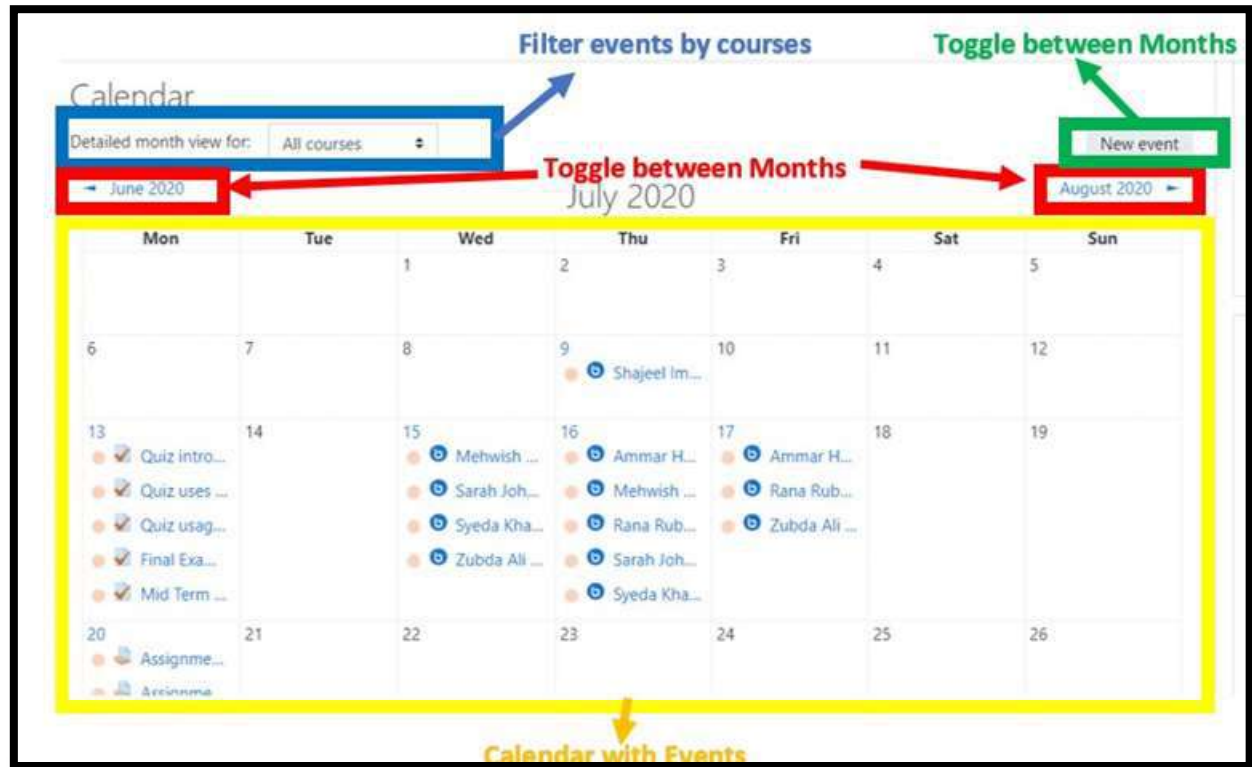 Filter events by courses Toggle between Months
Calendar
Detailed month view for: All courses New event
Toggle between Months
◄ June 2020 July 2020 August 2020 ►
Mon Tue Wed Thu Fri Sat Sun
1 2 3 4 5
6 7 8 9 10 11 12
Shajeel Im...
13 14 15 16 17 18 19
Quiz intro... Mehwish ... Ammar H... Ammar H...
Quiz uses ... Sarah Joh... Mehwish ... Rana Rub...
Quiz usag... Syeda Kha... Rana Rub... Zubda Ali ...
Final Exa... Zubda Ali ... Sarah Joh...
Mid Term ... Syeda Kha...
20 21 22 23 24 25 26
Assignme...
Assignme
Calendar with Events